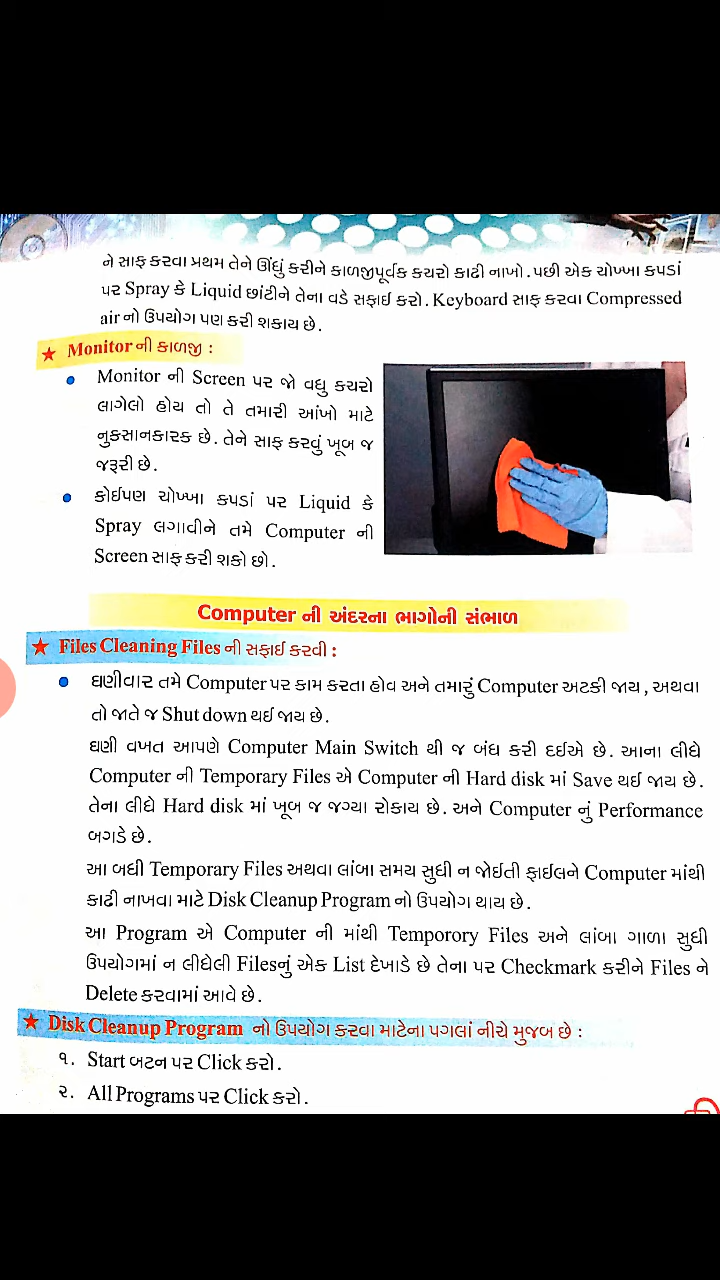 ને સાફ કરવા પ્રથમ તેને ઊંધું કરીને કાળજીપૂર્વક કચરો કાઢી નાખો. પછી એક ચોખ્ખા કપડાં
પર Spray કે Liquid છાંટીને તેના વડે સફાઈ કરો. Keyboard સાફ કરવા Compressed
air નો ઉપયોગ પણ કરી શકાય છે.
★ Monitor ની કાળજી :
• Monitor ની Screen પર જો વધુ કચરો
લાગેલો હોય તો તે તમારી આંખો માટે
નુકસાનકારક છે. તેને સાફ કરવું ખૂબ જ
જરૂરી છે.
• કોઈપણ ચોખ્ખા કપડાં પર Liquid કે
Spray લગાવીને તમે Computer ની
Screen સાફ કરી શકો છો.
Computer ની અંદરના ભાગોની સંભાળ
★ Files Cleaning Files ની સફાઈ કરવી :
• ઘણીવાર તમે Computer પર કામ કરતા હોવ અને તમારું Computer અટકી જાય, અથવા
તો જાતે જ Shut down થઈ જાય છે.
ઘણી વખત આપણે Computer Main Switch થી જ બંધ કરી દઈએ છે. આના લીધે
Computer ની Temporary Files એ Computer ની Hard disk માં Save થઈ જાય છે.
તેના લીધે Hard disk માં ખૂબ જ જગ્યા રોકાય છે. અને Computer નું Performance
બગડે છે.
આ બધી Temporary Files અથવા લાંબા સમય સુધી ન જોઈતી ફાઈલને Computer માંથી
કાઢી નાખવા માટે Disk Cleanup Program નો ઉપયોગ થાય છે.
આ Program એ Computer ની માંથી Temporory Files અને લાંબા ગાળા સુધી
ઉપયોગમાં ન લીધેલી Filesનું એક List દેખાડે છે તેના પર Checkmark કરીને Files ને
Delete કરવામાં આવે છે.
★ Disk Cleanup Program નો ઉપયોગ કરવા માટેના પગલાં નીચે મુજબ છે :
૧. Start બટન પર Click કરો.
૨. All Programs પર Click કરો.